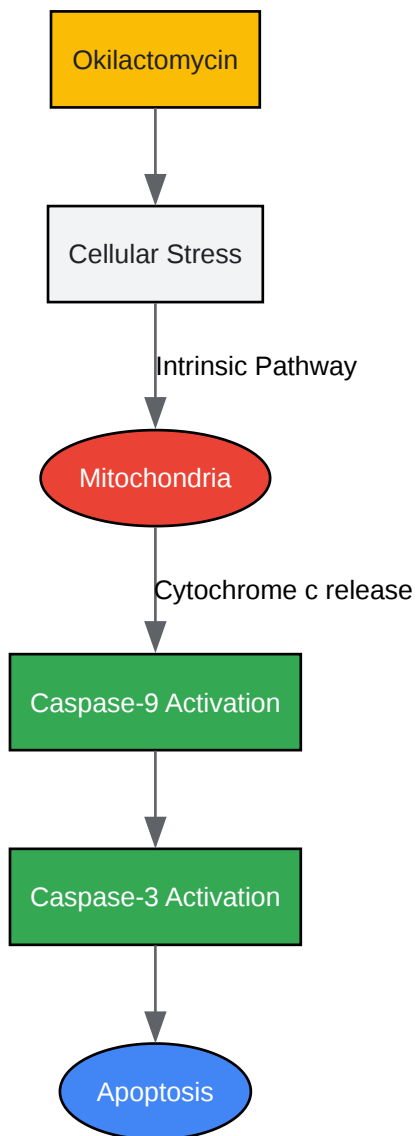 Okilactomycin
Cellular Stress
Intrinsic Pathway
Mitochondria
Cytochrome c release
Caspase-9 Activation
Caspase-3 Activation
Apoptosis